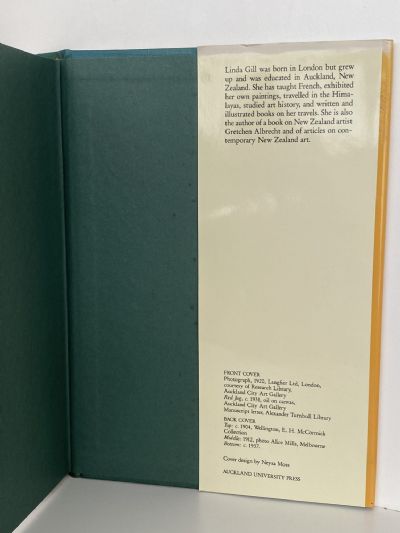 Linda Gill was born in London but grew
up and was educated in Auckland, New
Zealand. She has taught French, exhibited
her own paintings, travelled in the Hima-
layas, studied art history, and written and
illustrated books on her travels. She is also
the author of a book on New Zealand artist
Gretchen Albrecht and of articles on con-
temporary New Zealand art.
FRONT COVER
Photograph, 1920, Langfier Ltd, London,
courtesy of Research Library,
Auckland City Art Gallery
Red Jug, c. 1938, oil on canvas,
Auckland City Art Gallery
Manuscript letter, Alexander Turnbull Library
BACK COVER
Top: c. 1904, Wellington, E. H. McCormick
Collection
Middle: 1912, photo Alice Mills, Melbourne
Bottom: c. 1937.
Cover design by Neysa Moss
AUCKLAND UNIVERSITY PRESS